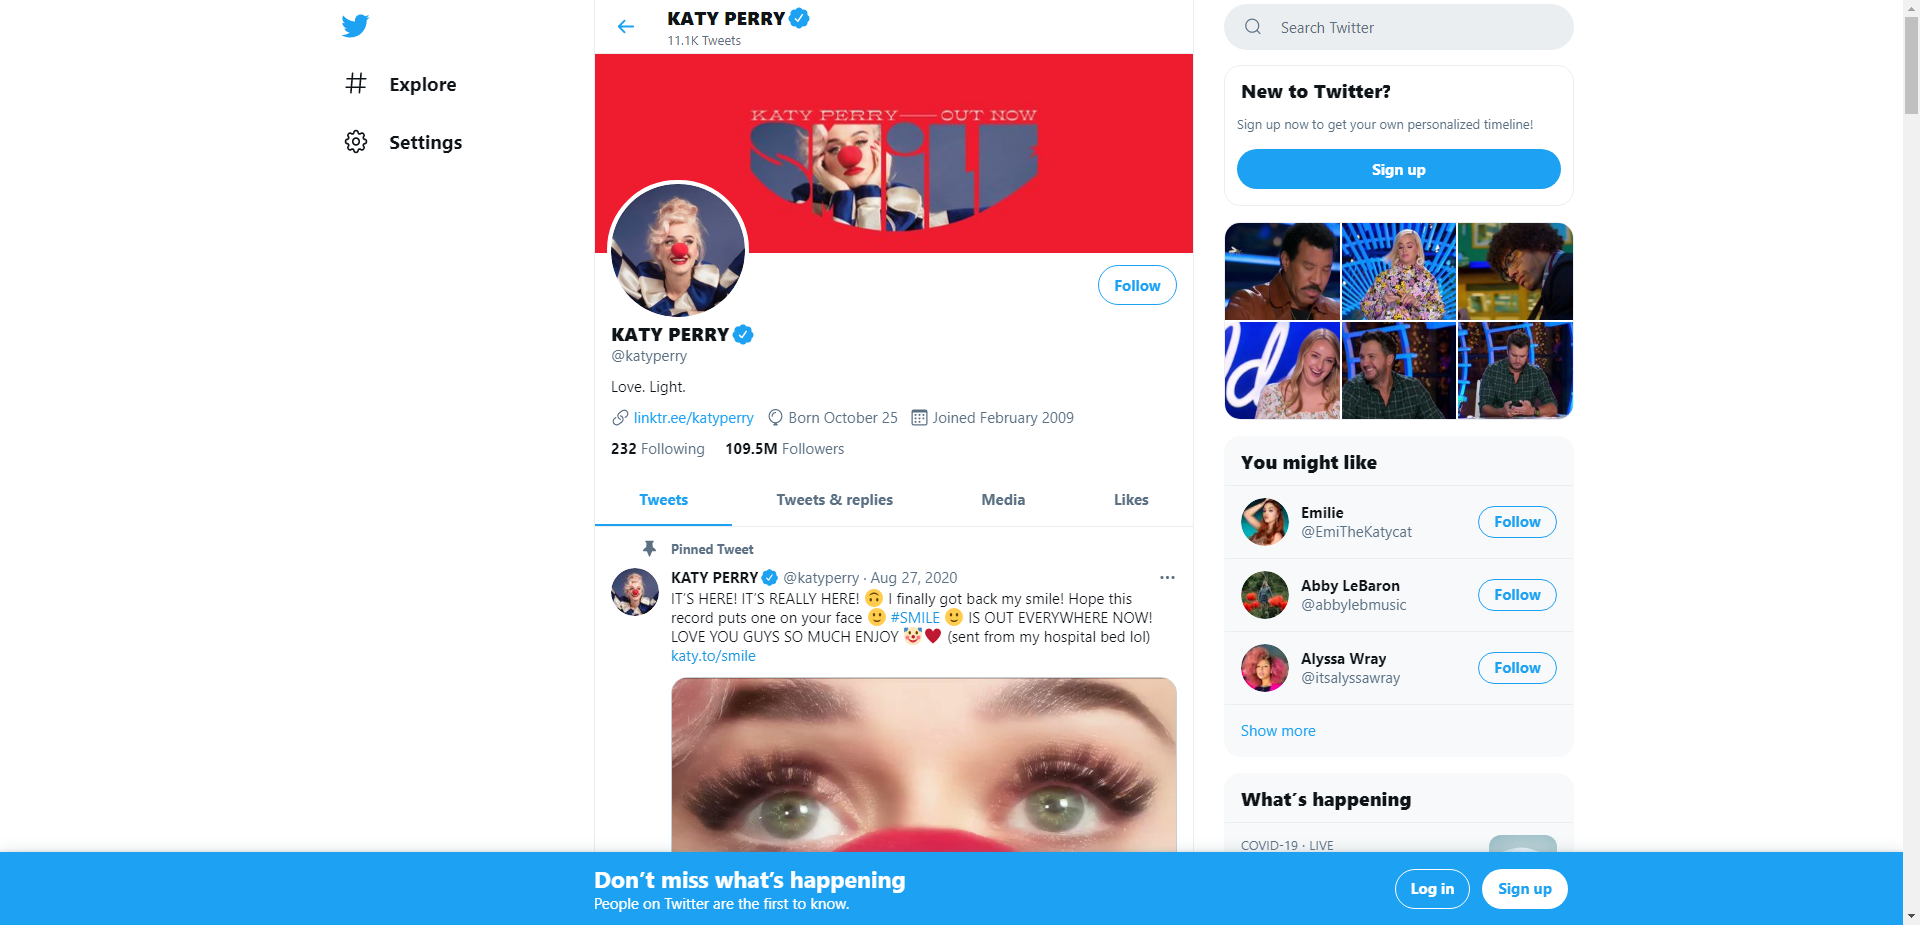 Explore
Settings
KATY PERRY
11.1K Tweets
KATY PERRY—OUT NOW
SMiLE
Follow
KATY PERRY
@katyperry
Love. Light.
linktr.ee/katyperry Born October 25 Joined February 2009
232 Following 109.5M Followers
Tweets Tweets & replies Media Likes
Pinned Tweet
KATY PERRY @katyperry · Aug 27, 2020
IT’S HERE! IT’S REALLY HERE! 🙃 I finally got back my smile! Hope this
record puts one on your face 🙂 #SMILE 🙂 IS OUT EVERYWHERE NOW!
LOVE YOU GUYS SO MUCH ENJOY 🤡❤️ (sent from my hospital bed lol)
katy.to/smile
Search Twitter
New to Twitter?
Sign up now to get your own personalized timeline!
Sign up
You might like
Emilie
@EmiTheKatycat
Follow
Abby LeBaron
@abylebmusic
Follow
Alyssa Wray
@itsalyssawray
Follow
Show more
What´s happening
COVID-19 · LIVE
Don’t miss what’s happening
People on Twitter are the first to know.
Log in Sign up